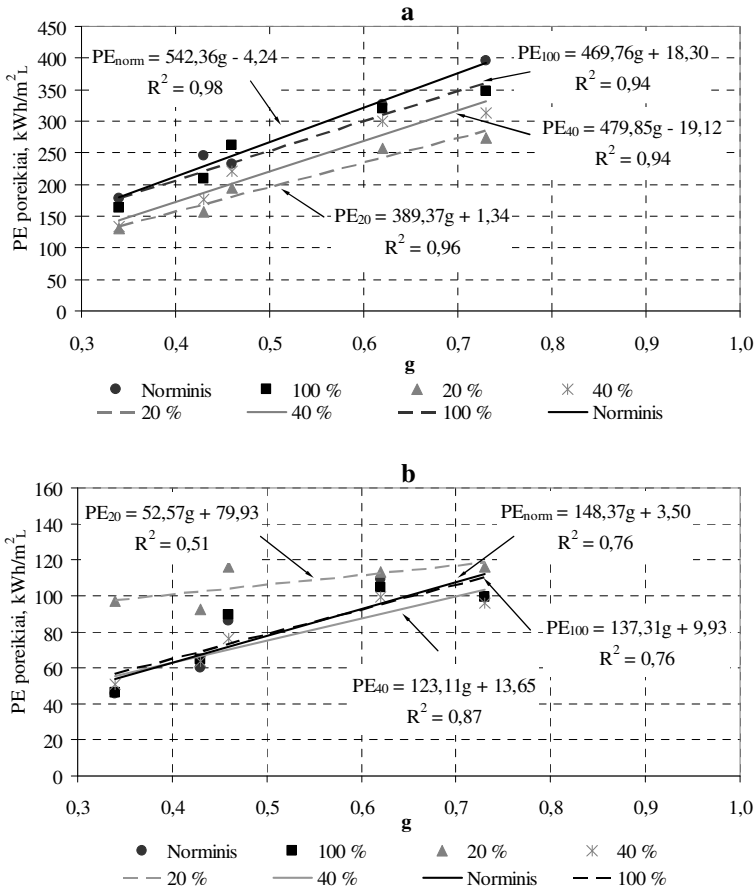 a
PE poreikiai, kWh/m²L
450
400
350
300
250
200
150
100
50
0
PEnorm = 542,36g - 4,24
R² = 0,98
PE100 = 469,76g + 18,30
R² = 0,94
PE40 = 479,85g - 19,12
R² = 0,94
PE20 = 389,37g + 1,34
R² = 0,96
0,3 0,4 0,5 0,6 0,7 0,8 0,9 1,0
g
Norminis 100 % 20 % 40 %
20 % 40 % 100 % Norminis
b
PE poreikiai, kWh/m²L
160
140
120
100
80
60
40
20
0
PE20 = 52,57g + 79,93
R² = 0,51
PEnorm = 148,37g + 3,50
R² = 0,76
PE100 = 137,31g + 9,93
R² = 0,76
PE40 = 123,11g + 13,65
R² = 0,87
0,3 0,4 0,5 0,6 0,7 0,8 0,9 1,0
g
Norminis 100 % 20 % 40 %
20 % 40 % Norminis 100 %